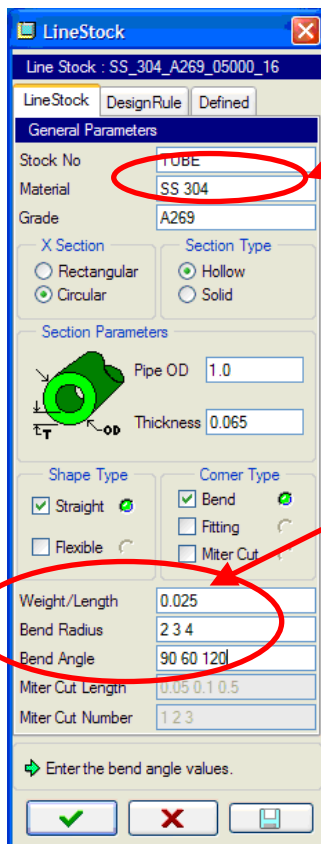 LineStock
Line Stock : SS_304_A269_05000_16
LineStock DesignRule Defined
General Parameters
Stock No TUBE
Material SS 304
Grade A269
X Section Section Type
Rectangular Hollow
Circular Solid
Section Parameters
Pipe OD 1.0
Thickness 0.065
T OD
Shape Type Corner Type
Straight Bend
Fitting
Flexible Miter Cut
Weight/Length 0.025
Bend Radius 2 3 4
Bend Angle 90 60 120
Miter Cut Length 0.05 0.1 0.5
Miter Cut Number 1 2 3
Enter the bend angle values.